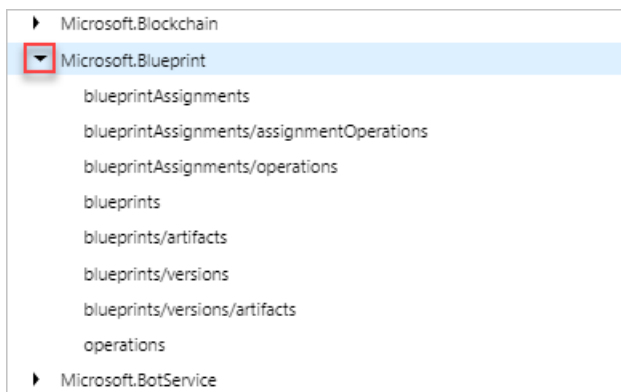 Microsoft.Blockchain
Microsoft.Blueprint
blueprintAssignments
blueprintAssignments/assignmentOperations
blueprintAssignments/operations
blueprints
blueprints/artifacts
blueprints/versions
blueprints/versions/artifacts
operations
Microsoft.BotService